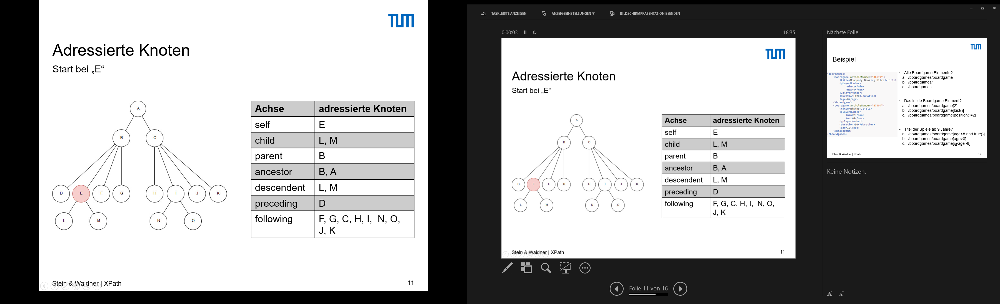 TUM
Adressierte Knoten
Start bei „E“
A
B C
D E F G H I J K
L M N O
Achse adressierte Knoten
self E
child L, M
parent B
ancestor B, A
descendent L, M
preceding D
following F, G, C, H, I,  N, O,
J, K
Stein & Waidner | XPath 11
TASKLEISTE ANZEIGEN ANZEIGEEINSTELLUNGEN ▼ BILDSCHIRMPRÄSENTATION BEENDEN
0:00:03 18:35
TUM
Adressierte Knoten
Start bei „E“
A
B C
D E F G H I J K
L M N O
Achse adressierte Knoten
self E
child L, M
parent B
ancestor B, A
descendent L, M
preceding D
following F, G, C, H, I,  N, O,
J, K
Stein & Waidner | XPath 11
Folie 11 von 16
Nächste Folie
TUM
Beispiel
<boardgames>
<boardgame articleNumber="B6677" >
<title>Monopoly Banking Ultra</title>
<playerNumber>
<min>2</min>
<max>4</max>
</playerNumber>
<duration>120</duration>
<age>8</age>
</boardgame>
<boardgame articleNumber="B7404">
<title>Risiko</title>
<playerNumber>
<min>2</min>
<max>6</max>
</playerNumber>
<duration>90</duration>
<age>10</age>
</boardgame>
</boardgames>
• Alle Boardgame Elemente?
a. /boardgames/boardgame
b. /boardgames/
c. /boardgames
• Das letzte Boardgame Element?
a. /boardgames/boardgame[2]
b. /boardgames/boardgame[last()]
c. /boardgames/boardgame[position()=2]
• Titel der Spiele ab 9 Jahre?
a. /boardgames/boardgame[age>8 and true()]
b. /boardgames/boardgame[age>8]
c. /boardgames/boardgame[@age>8]
Stein & Waidner | XPath 12
Keine Notizen.
A A